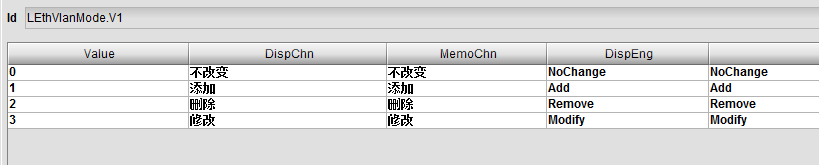 Id LEthVlanMode.V1
Value DispChn MemoChn DispEng
0 不改变 不改变 NoChange NoChange
1 添加 添加 Add Add
2 删除 删除 Remove Remove
3 修改 修改 Modify Modify